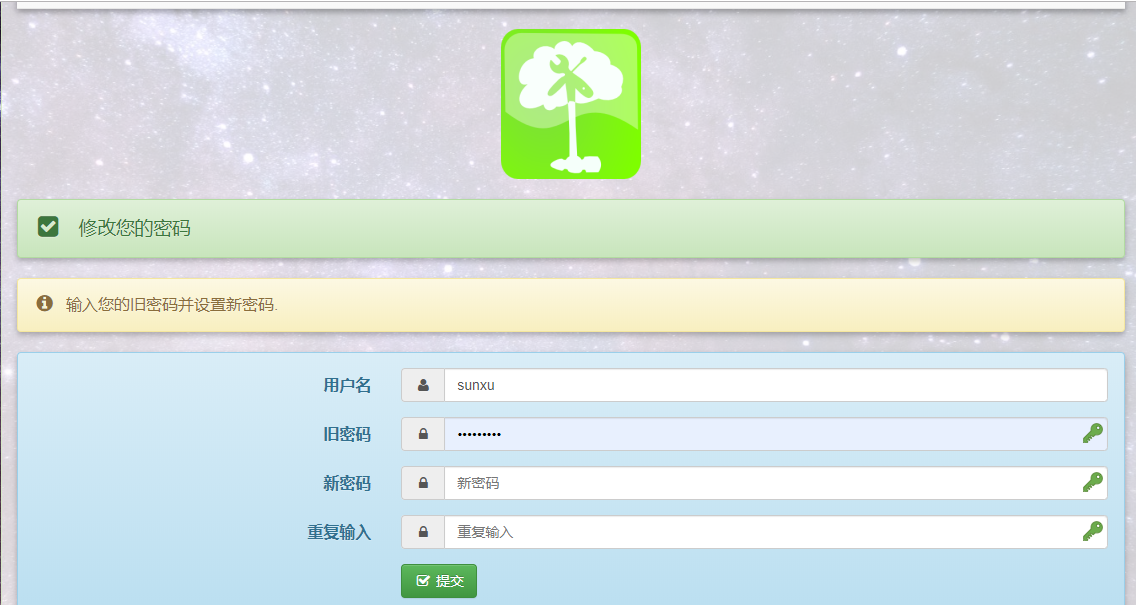 修改您的密码
输入您的旧密码并设置新密码.
用户名 sunxu
旧密码 •••••••••
新密码 新密码
重复输入 重复输入
提交